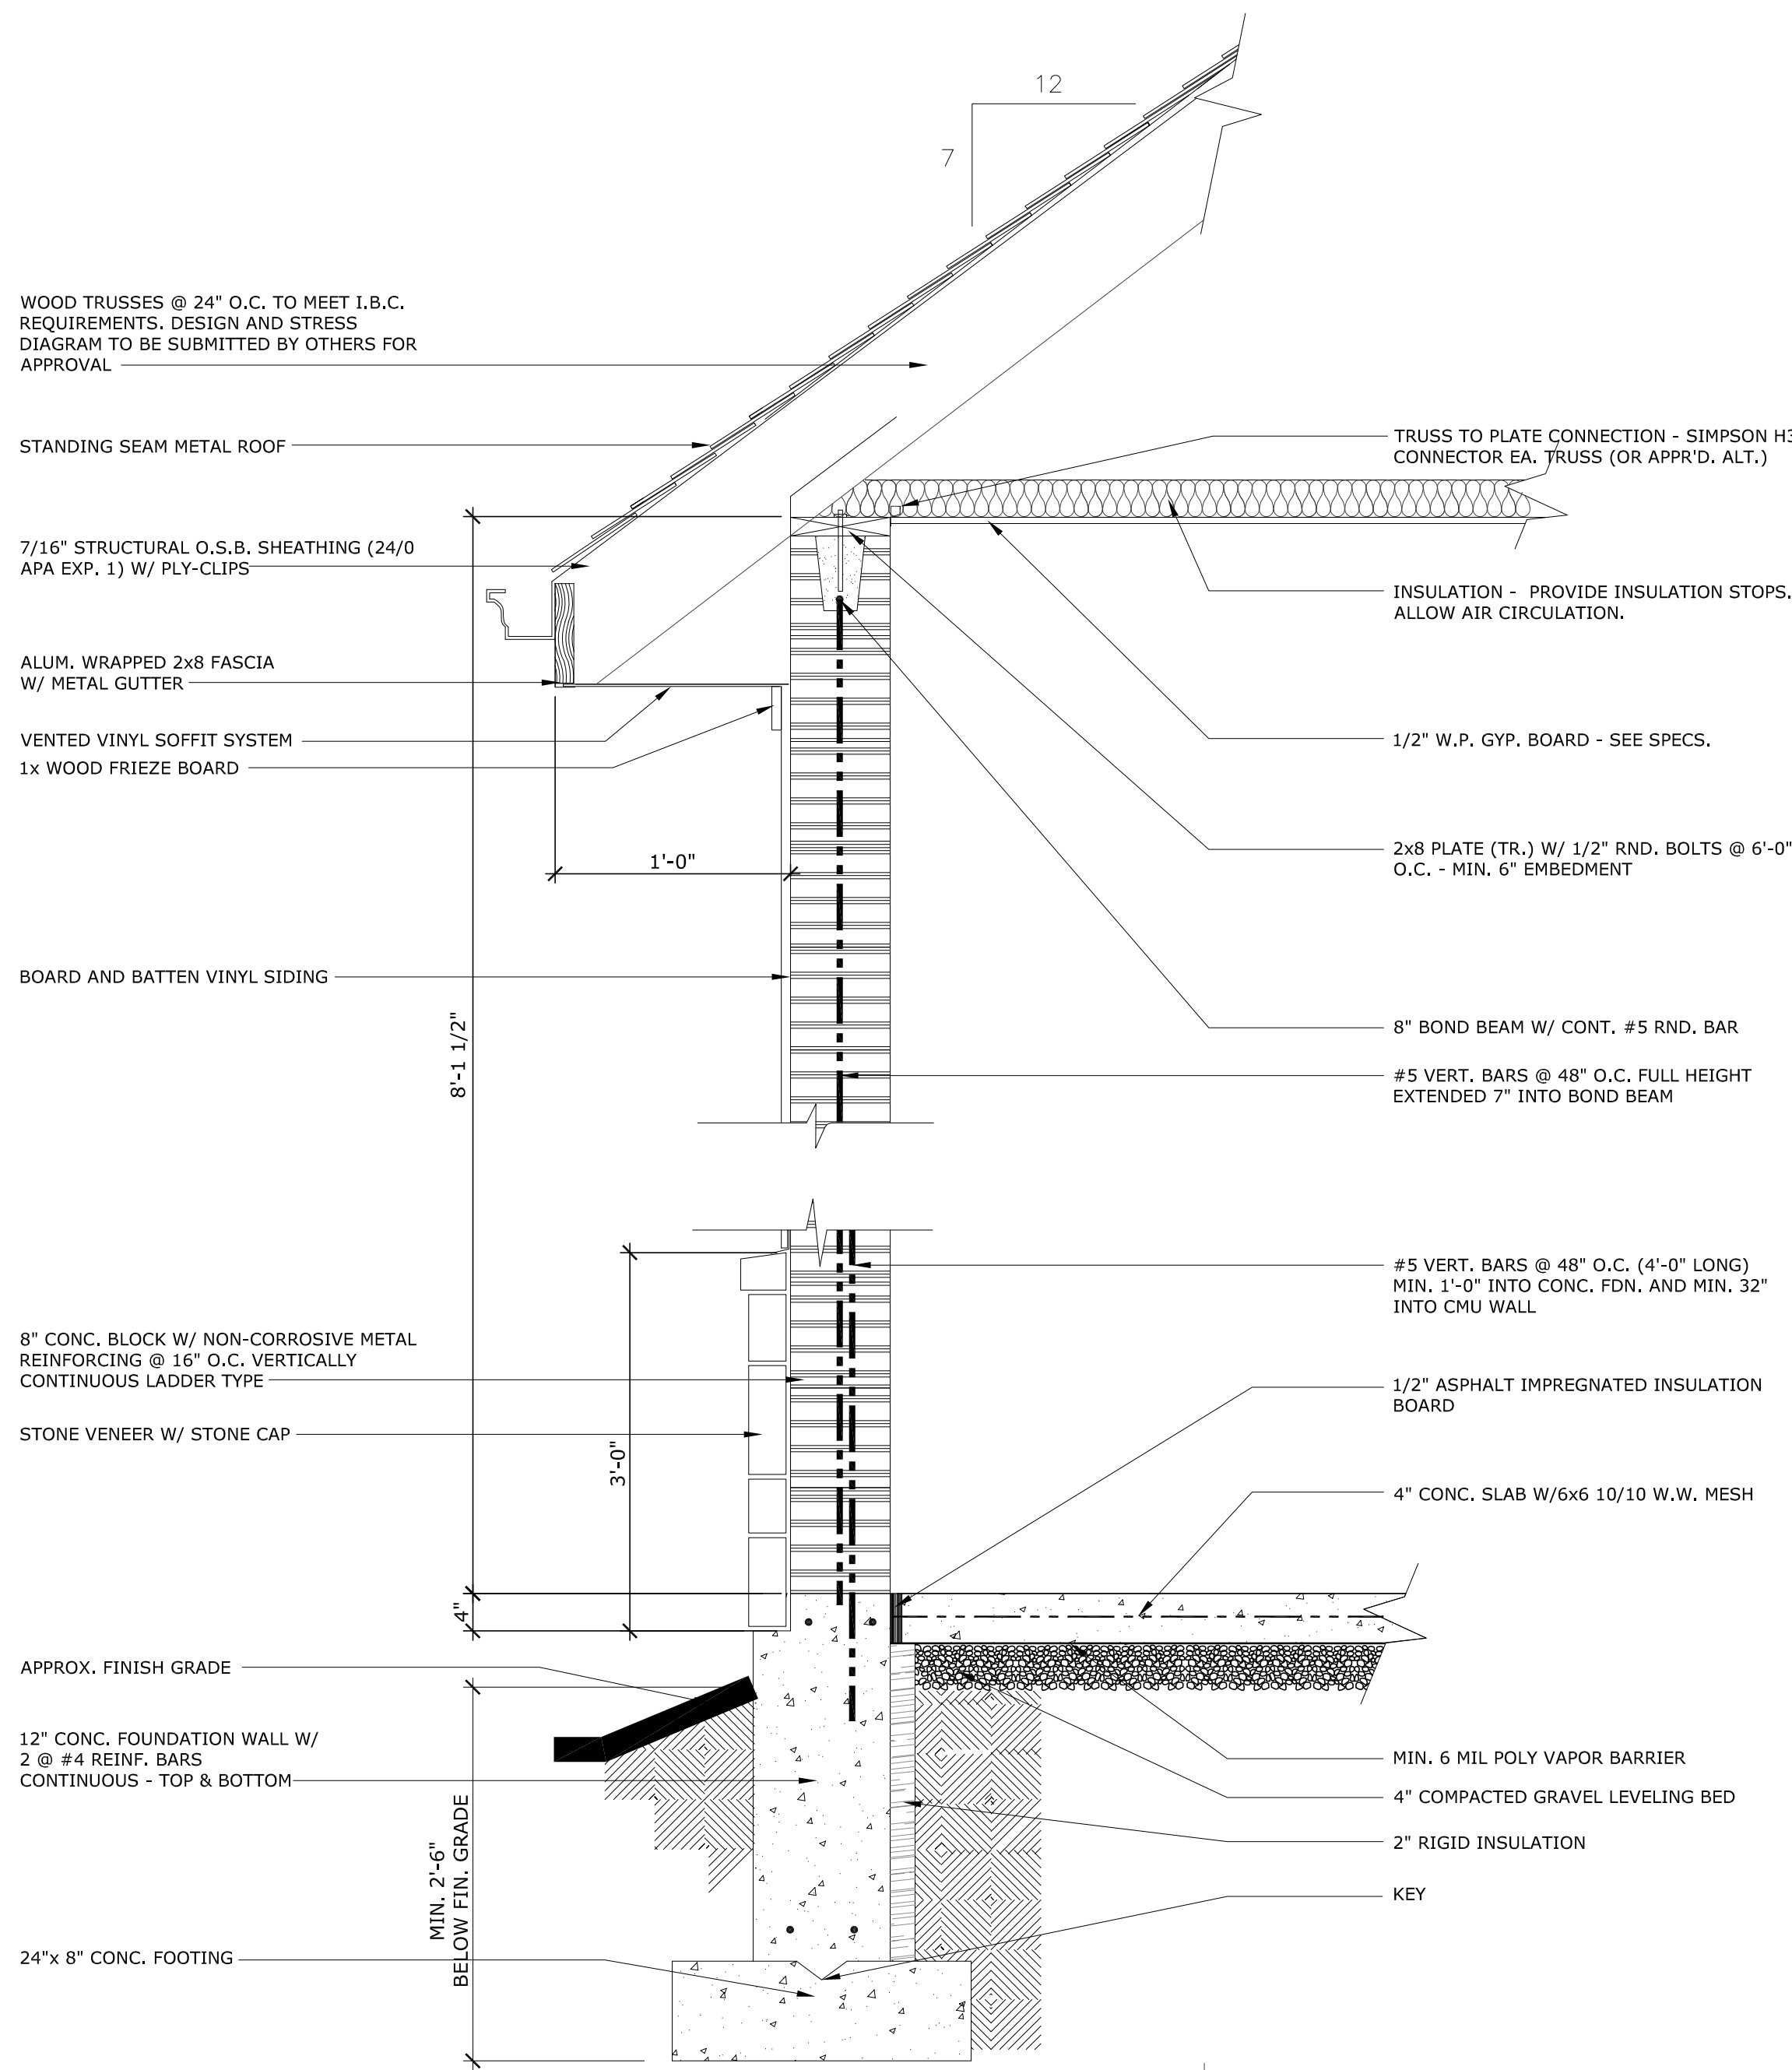 12
7
WOOD TRUSSES @ 24" O.C. TO MEET I.B.C.
REQUIREMENTS. DESIGN AND STRESS
DIAGRAM TO BE SUBMITTED BY OTHERS FOR
APPROVAL
STANDING SEAM METAL ROOF
7/16" STRUCTURAL O.S.B. SHEATHING (24/0
APA EXP. 1) W/ PLY-CLIPS
ALUM. WRAPPED 2x8 FASCIA
W/ METAL GUTTER
VENTED VINYL SOFFIT SYSTEM
1x WOOD FRIEZE BOARD
1'-0"
BOARD AND BATTEN VINYL SIDING
8'-1 1/2"
8" CONC. BLOCK W/ NON-CORROSIVE METAL
REINFORCING @ 16" O.C. VERTICALLY
CONTINUOUS LADDER TYPE
STONE VENEER W/ STONE CAP
3'-0"
4"
APPROX. FINISH GRADE
12" CONC. FOUNDATION WALL W/
2 @ #4 REINF. BARS
CONTINUOUS - TOP & BOTTOM
MIN. 2'-6"
BELOW FIN. GRADE
24"x 8" CONC. FOOTING
TRUSS TO PLATE CONNECTION - SIMPSON H3
CONNECTOR EA. TRUSS (OR APPR'D. ALT.)
INSULATION - PROVIDE INSULATION STOPS.
ALLOW AIR CIRCULATION.
1/2" W.P. GYP. BOARD - SEE SPECS.
2x8 PLATE (TR.) W/ 1/2" RND. BOLTS @ 6'-0"
O.C. - MIN. 6" EMBEDMENT
8" BOND BEAM W/ CONT. #5 RND. BAR
#5 VERT. BARS @ 48" O.C. FULL HEIGHT
EXTENDED 7" INTO BOND BEAM
#5 VERT. BARS @ 48" O.C. (4'-0" LONG)
MIN. 1'-0" INTO CONC. FDN. AND MIN. 32"
INTO CMU WALL
1/2" ASPHALT IMPREGNATED INSULATION
BOARD
4" CONC. SLAB W/6x6 10/10 W.W. MESH
MIN. 6 MIL POLY VAPOR BARRIER
4" COMPACTED GRAVEL LEVELING BED
2" RIGID INSULATION
KEY